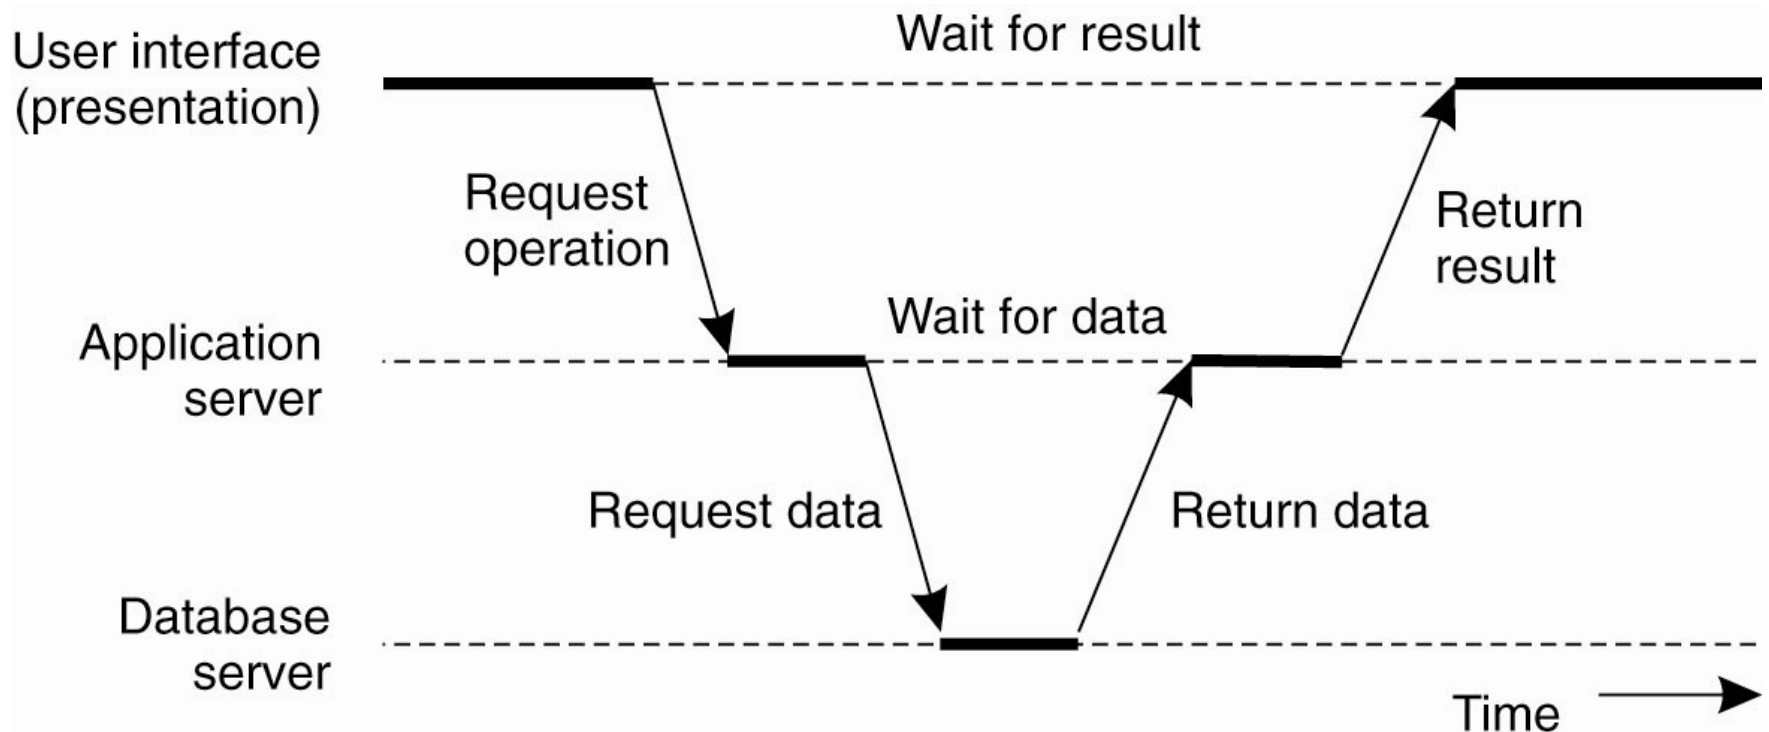 Wait for result
User interface
(presentation)
Request
operation
Return
result
Wait for data
Application
server
Request data
Return data
Database
server
Time